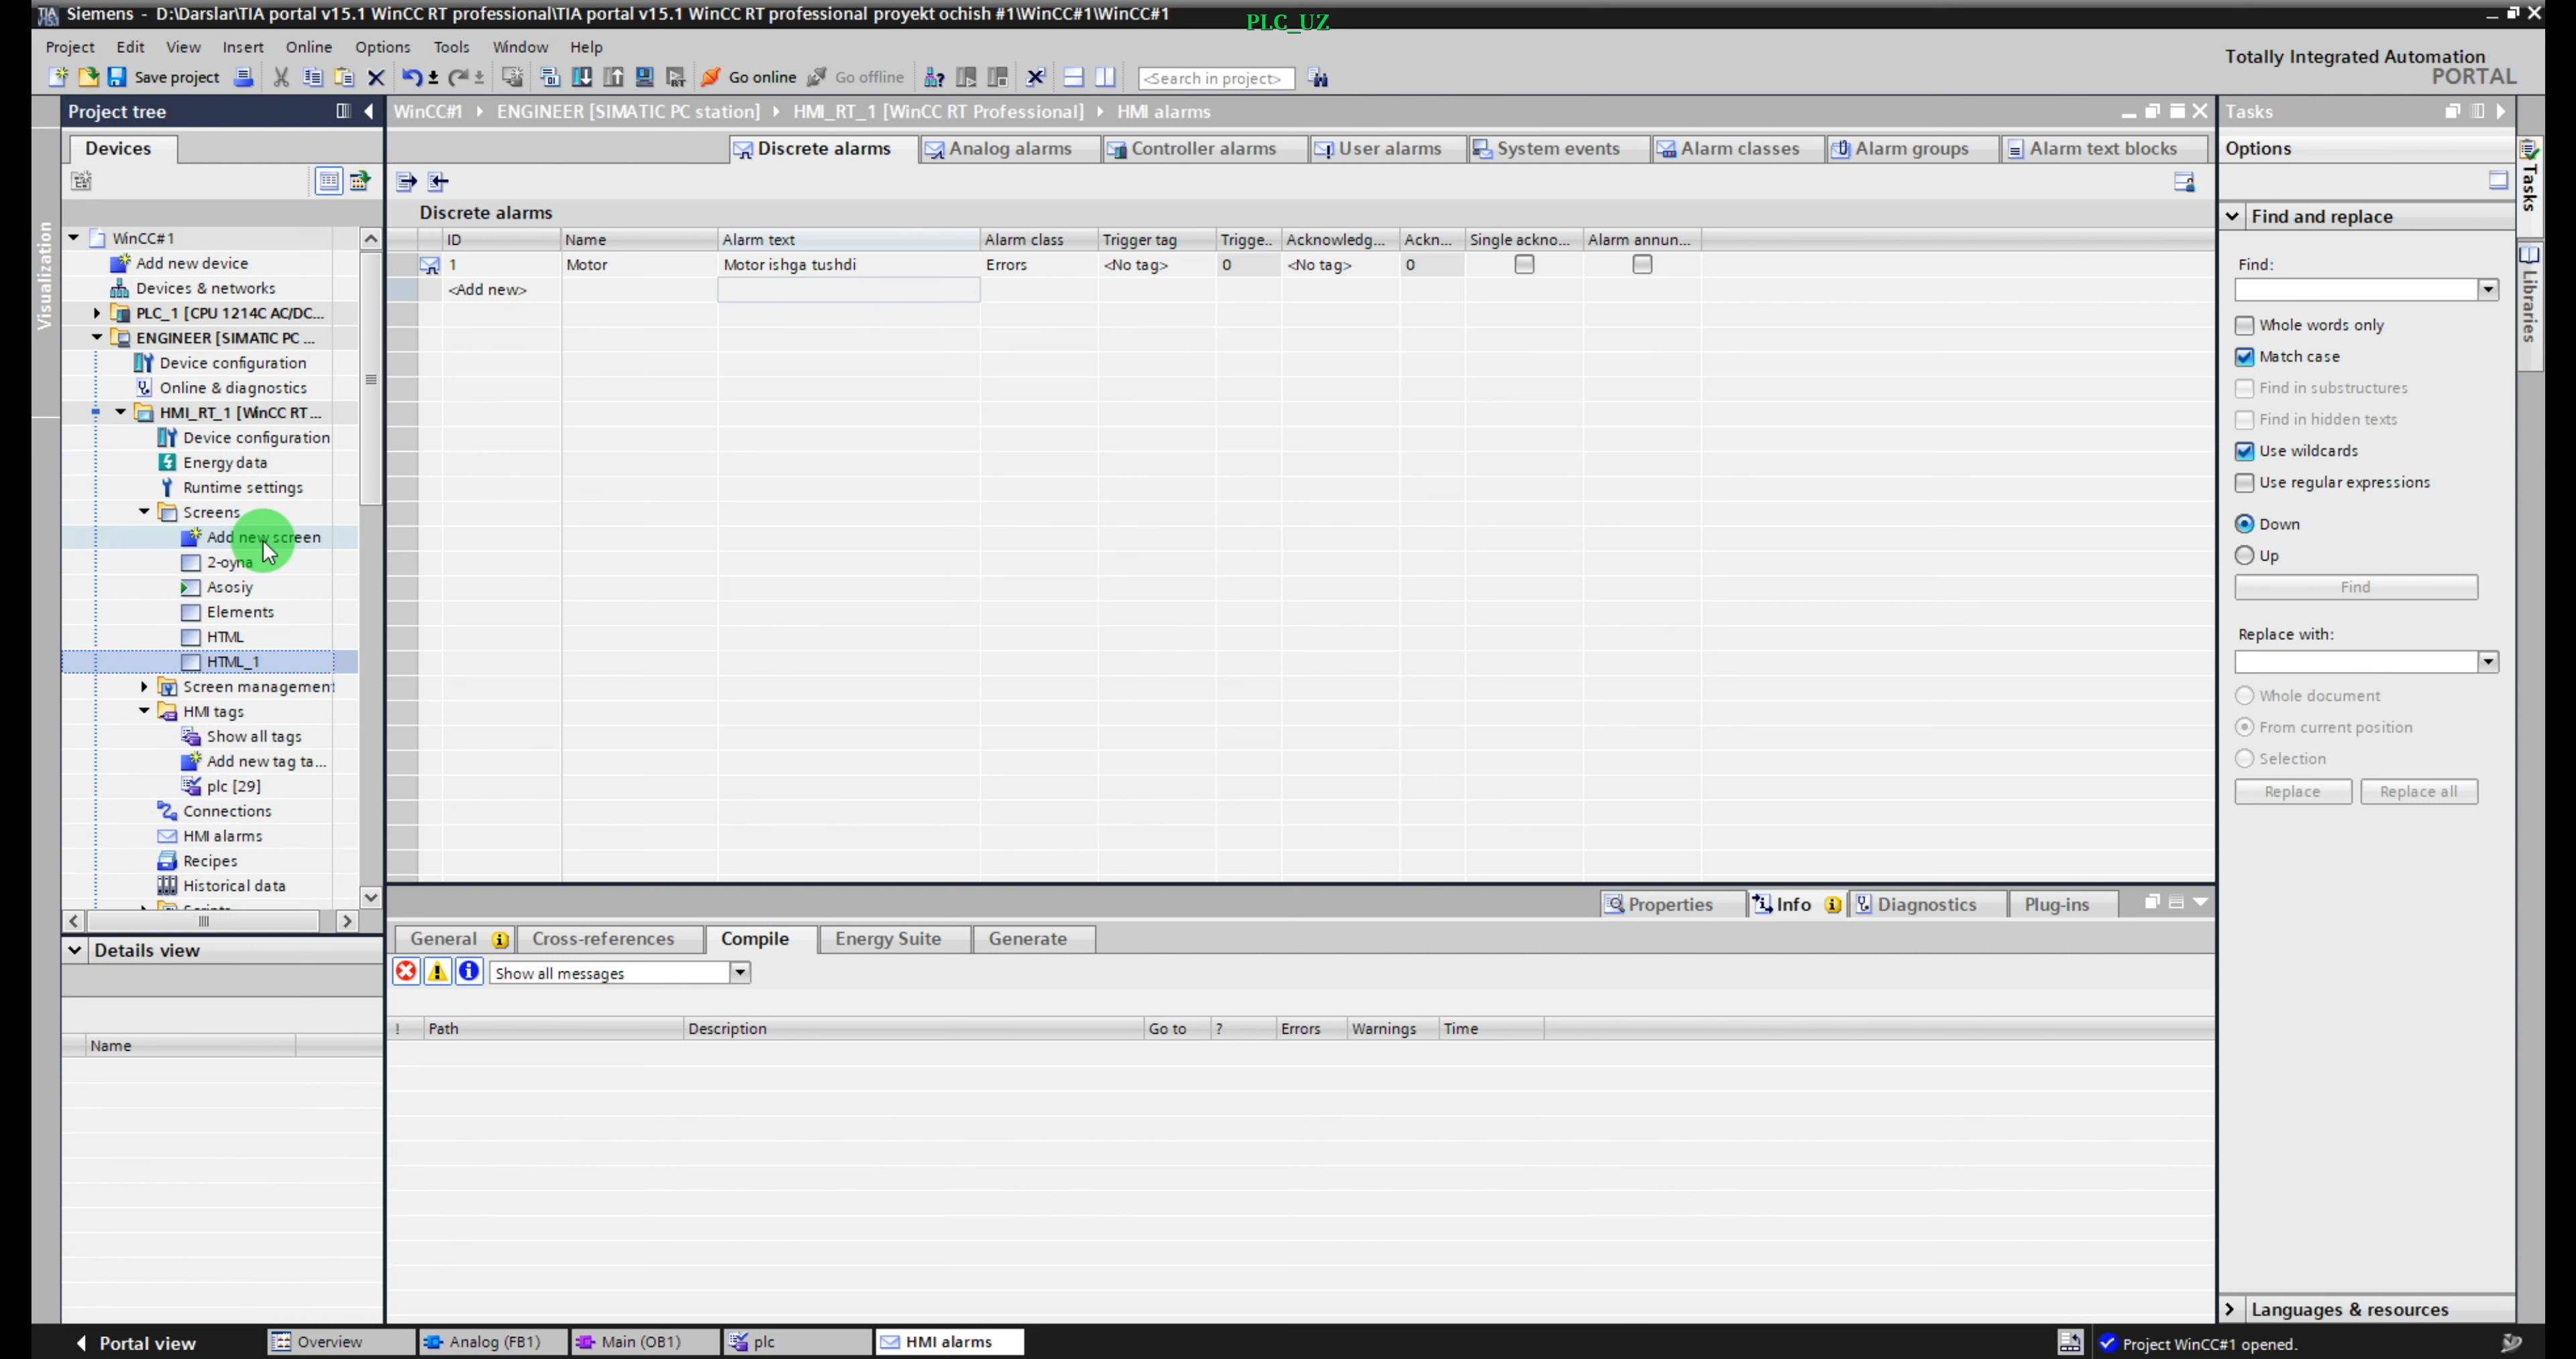 Siemens - D:\Darslar\TIA portal v15.1 WinCC RT professional\TIA portal v15.1 WinCC RT professional proyekt ochish #1\WinCC#1\WinCC#1
PLC_UZ
Project Edit View Insert Online Options Tools Window Help
Totally Integrated Automation
PORTAL
Save project Go online Go offline <Search in project>
Project tree
WinCC#1 ENGINEER [SIMATIC PC station] HMI_RT_1 [WinCC RT Professional] HMI alarms
Tasks
Devices
Discrete alarms Analog alarms Controller alarms User alarms System events Alarm classes Alarm groups Alarm text blocks
Options
Tasks
Libraries
Visualization
Discrete alarms
ID Name Alarm text Alarm class Trigger tag Trigge.. Acknowledg... Ackn... Single ackno... Alarm annun...
1 Motor Motor ishga tushdi Errors <No tag> 0 <No tag> 0
<Add new>
WinCC#1
Add new device
Devices & networks
PLC_1 [CPU 1214C AC/DC...
ENGINEER [SIMATIC PC ...
Device configuration
Online & diagnostics
HMI_RT_1 [WinCC RT ...
Device configuration
Energy data
Runtime settings
Screens
Add new screen
2-oyna
Asosiy
Elements
HTML
HTML_1
Screen management
HMI tags
Show all tags
Add new tag ta...
plc [29]
Connections
HMI alarms
Recipes
Historical data
Find and replace
Find:
Whole words only
Match case
Find in substructures
Find in hidden texts
Use wildcards
Use regular expressions
Down
Up
Find
Replace with:
Whole document
From current position
Selection
Replace Replace all
Properties Info Diagnostics Plug-ins
General Cross-references Compile Energy Suite Generate
Show all messages
! Path Description Go to ? Errors Warnings Time
Details view
Name
Languages & resources
Portal view Overview Analog (FB1) Main (OB1) plc HMI alarms
Project WinCC#1 opened.